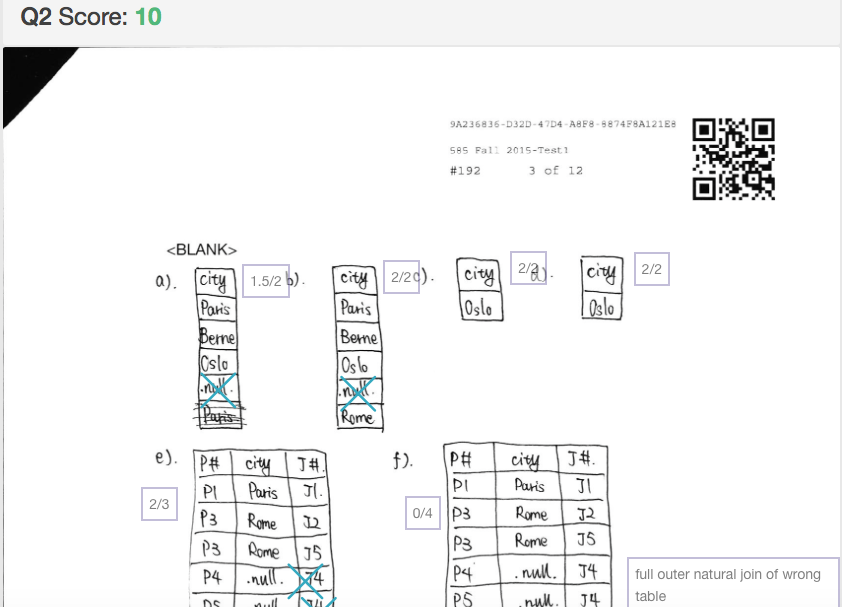 Q2 Score: 10
9A236836-D32D-47D4-A8F8-8874F8A121E8
585 Fall 2015-Test1
#192 3 of 12
<BLANK>
a). city 1.5/2 b). city 2/2 c). city 2/2 d). city 2/2
Paris Paris Oslo Oslo
Berne Berne
Oslo Oslo
.null. .null.
Paris Rome
e). P# city J#. f). P# city J#.
P1 Paris J1. P1 Paris J1
2/3 P3 Rome J2 0/4 P3 Rome J2
P3 Rome J5 P3 Rome J5
P4 .null. J4 P4 .null. J4 full outer natural join of wrong
P5 null J4 P5 .null. J4 table